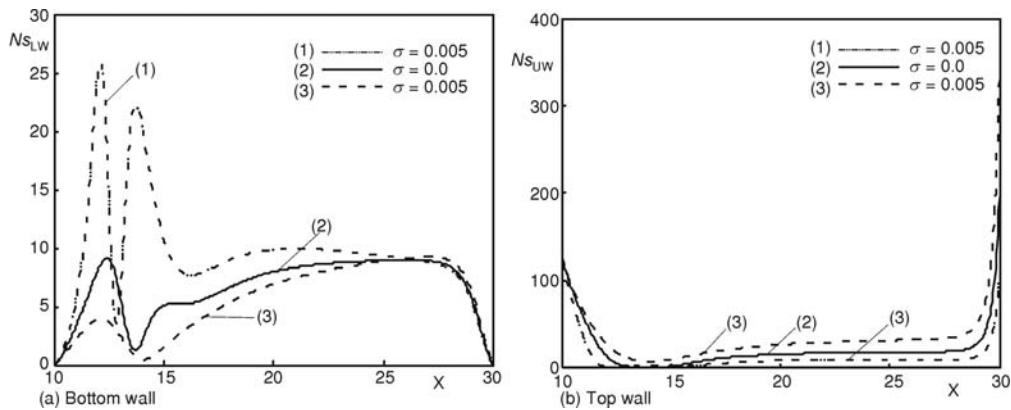 30
Ns_LW
25
20
15
10
5
0
(1) σ = 0.005
(2) σ = 0.0
(3) σ = 0.005
(1)
(2)
(3)
10 15 20 25 X 30
(a) Bottom wall
400
Ns_UW
300
200
100
0
(1) σ = 0.005
(2) σ = 0.0
(3) σ = 0.005
(3)
(2)
(3)
10 15 20 25 X 30
(b) Top wall